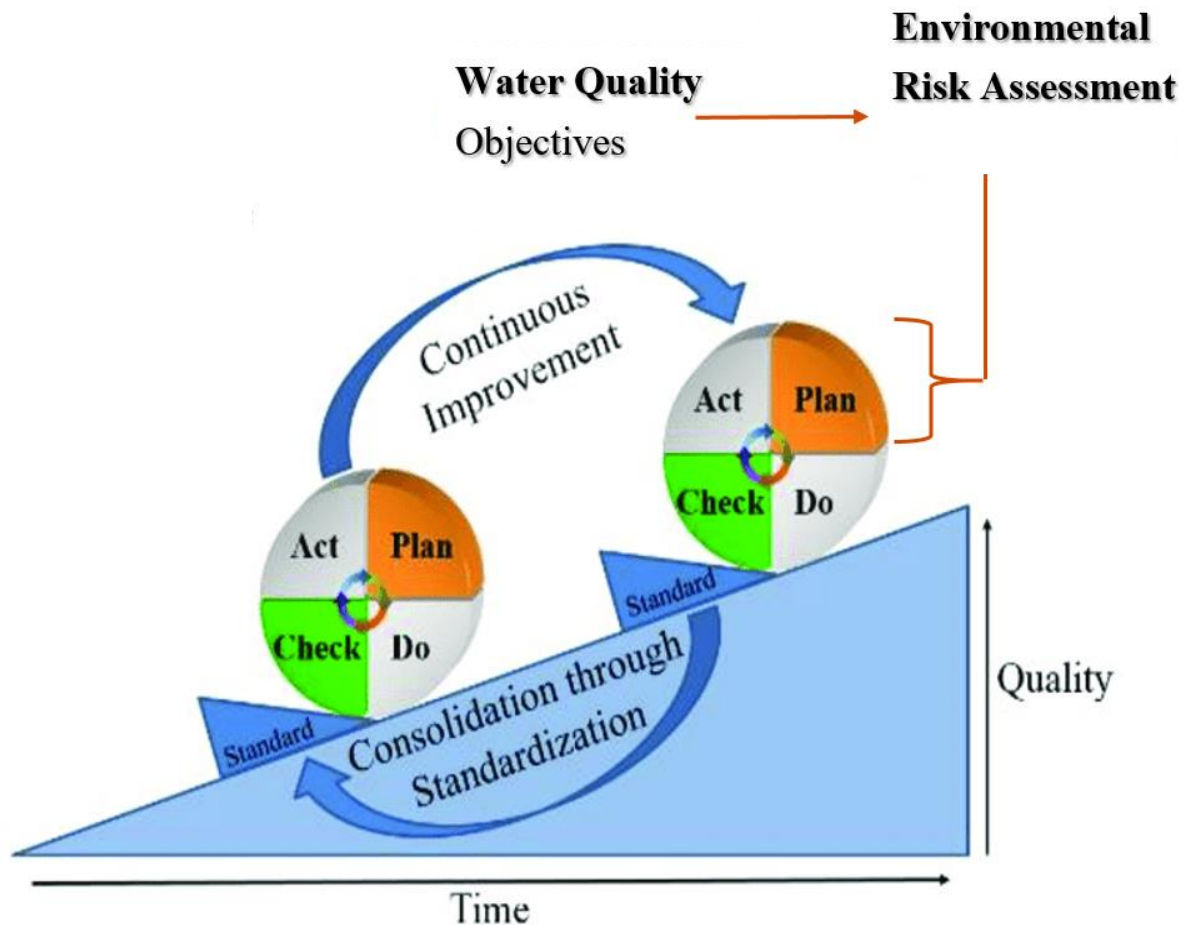 Environmental
Risk Assessment
Water Quality
Objectives
Continuous
Improvement
Act
Plan
Check
Do
Standard
Act
Plan
Check
Do
Standard
Consolidation through
Standardization
Quality
Time